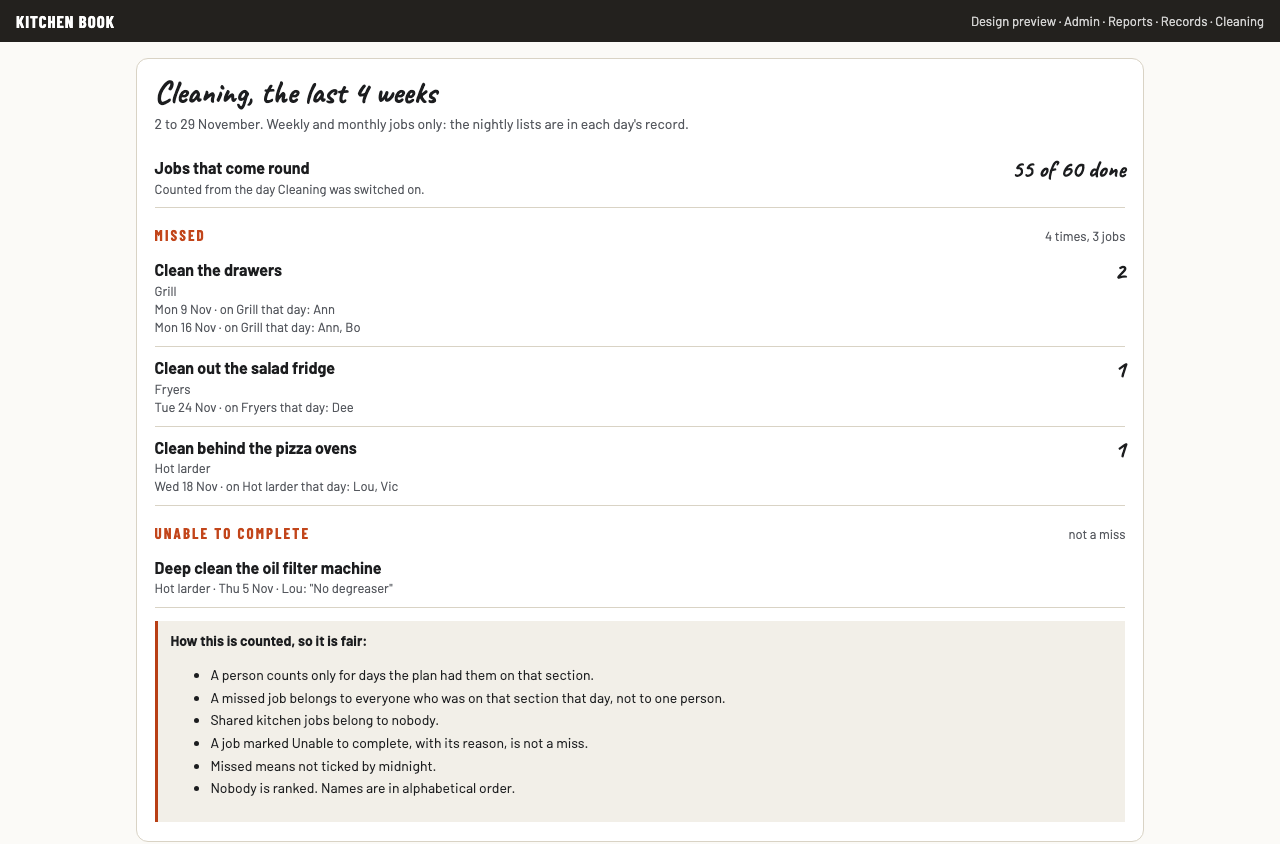 KITCHEN BOOK
Design preview · Admin · Reports · Records · Cleaning
Cleaning, the last 4 weeks
2 to 29 November. Weekly and monthly jobs only: the nightly lists are in each day's record.
Jobs that come round
55 of 60 done
Counted from the day Cleaning was switched on.
MISSED
4 times, 3 jobs
Clean the drawers
2
Grill
Mon 9 Nov · on Grill that day: Ann
Mon 16 Nov · on Grill that day: Ann, Bo
Clean out the salad fridge
1
Fryers
Tue 24 Nov · on Fryers that day: Dee
Clean behind the pizza ovens
1
Hot larder
Wed 18 Nov · on Hot larder that day: Lou, Vic
UNABLE TO COMPLETE
not a miss
Deep clean the oil filter machine
Hot larder · Thu 5 Nov · Lou: "No degreaser"
How this is counted, so it is fair:
• A person counts only for days the plan had them on that section.
• A missed job belongs to everyone who was on that section that day, not to one person.
• Shared kitchen jobs belong to nobody.
• A job marked Unable to complete, with its reason, is not a miss.
• Missed means not ticked by midnight.
• Nobody is ranked. Names are in alphabetical order.